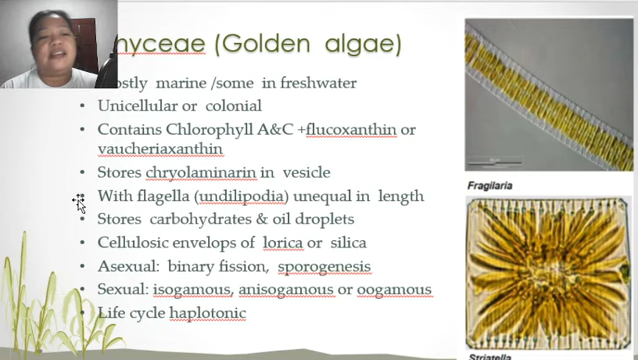 hyceae (Golden algae)
ostly marine /some in freshwater
• Unicellular or colonial
• Contains Chlorophyll A&C +flucoxanthin or
vaucheriaxanthin
• Stores chryolaminarin in vesicle
• With flagella (undilipodia) unequal in length
• Stores carbohydrates & oil droplets
• Cellulosic envelops of lorica or silica
• Asexual: binary fission, sporogenesis
• Sexual: isogamous, anisogamous or oogamous
• Life cycle haplotonic
Fragilaria
Striatella